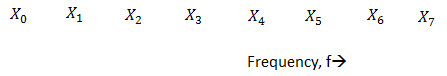 X₀ X₁ X₂ X₃ X₄ X₅ X₆ X₇
Frequency, f→